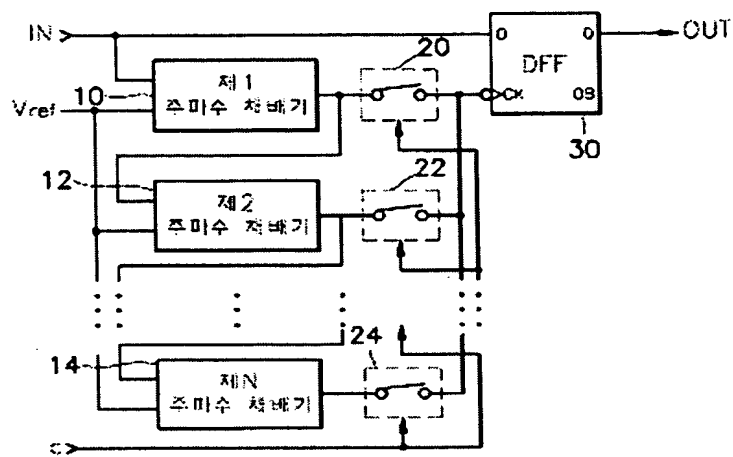 IN
20
OUT
제1
주파수 체배기
10
Vref
D
Q
DFF
CK
QB
30
12
22
제2
주파수 체배기
14
24
제N
주파수 체배기
C